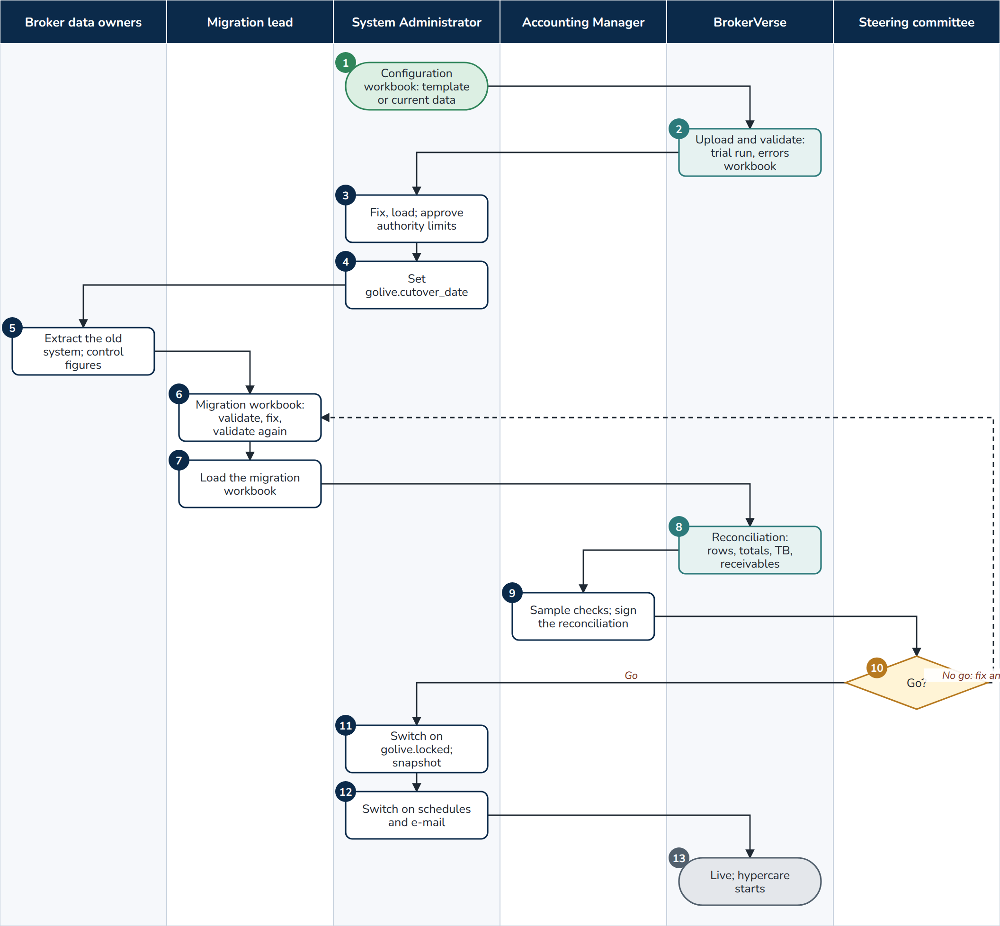 Broker data owners
Migration lead
System Administrator
Accounting Manager
BrokerVerse
Steering committee
1
Configuration
workbook: template
or current data
2
Upload and validate:
trial run, errors
workbook
3
Fix, load; approve
authority limits
4
Set
golive.cutover_date
5
Extract the old
system; control
figures
6
Migration workbook:
validate, fix,
validate again
7
Load the migration
workbook
8
Reconciliation:
rows, totals, TB,
receivables
9
Sample checks; sign
the reconciliation
10
Go?
No go: fix an
Go
11
Switch on
golive.locked;
snapshot
12
Switch on schedules
and e-mail
13
Live; hypercare
starts